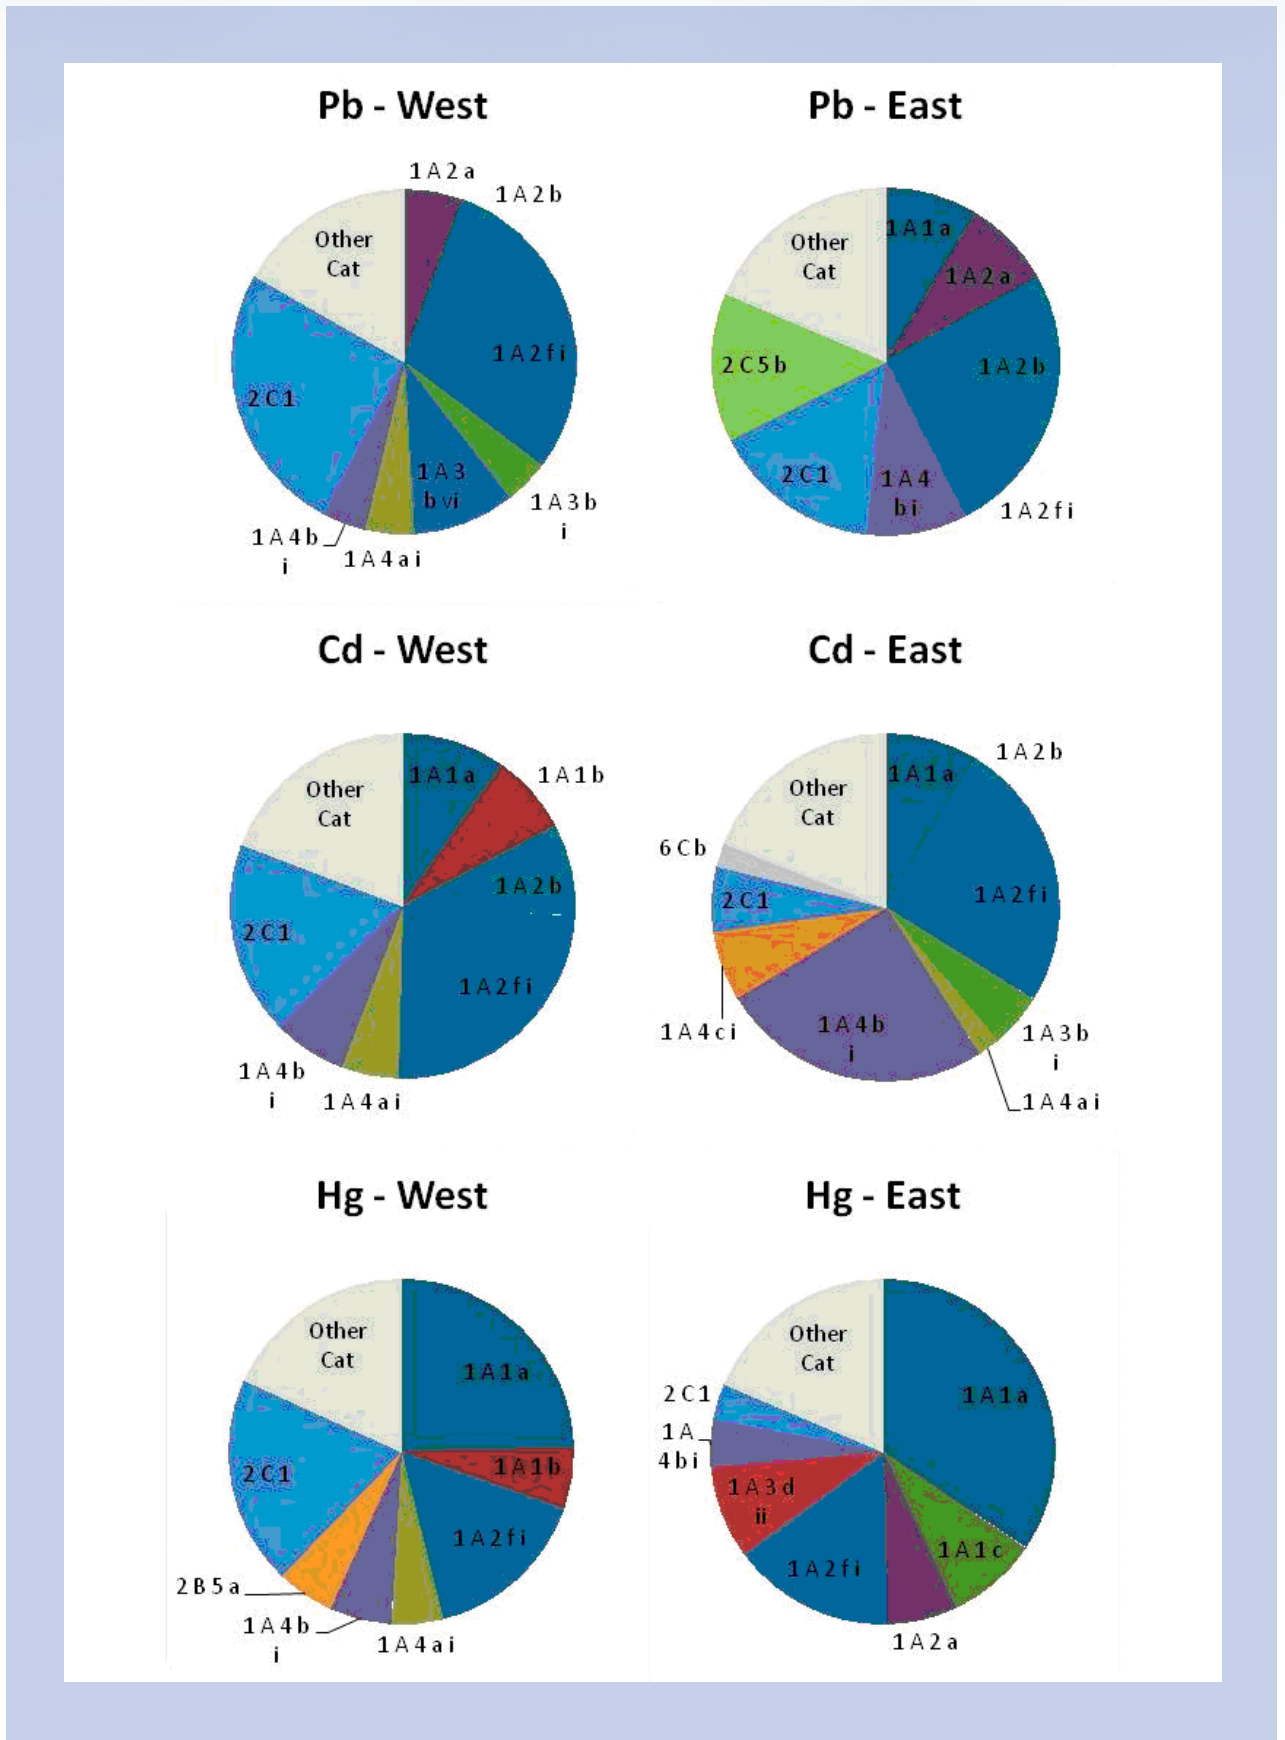 Pb - West
1 A 2 a
1 A 2 b
Other
Cat
1 A 2 f i
2 C 1
1 A 3
b vi
1 A 3 b
i
1 A 4 b
i
1 A 4 a i
Pb - East
1 A 1 a
Other
Cat
1 A 2 a
2 C 5 b
1 A 2 b
2 C 1
1 A 4
b i
1 A 2 f i
Cd - West
1 A 1 a
1 A 1 b
Other
Cat
1 A 2 b
2 C 1
1 A 2 f i
1 A 4 b
i
1 A 4 a i
Cd - East
1 A 2 b
1 A 1 a
Other
Cat
6 C b
1 A 2 f i
2 C 1
1 A 4 c i
1 A 4 b
i
1 A 3 b
i
1 A 4 a i
Hg - West
Other
Cat
1 A 1 a
2 C 1
1 A 1 b
1 A 2 f i
2 B 5 a
1 A 4 b
i
1 A 4 a i
Hg - East
Other
Cat
2 C 1
1 A 1 a
1 A
4 b i
1 A 3 d
ii
1 A 1 c
1 A 2 f i
1 A 2 a